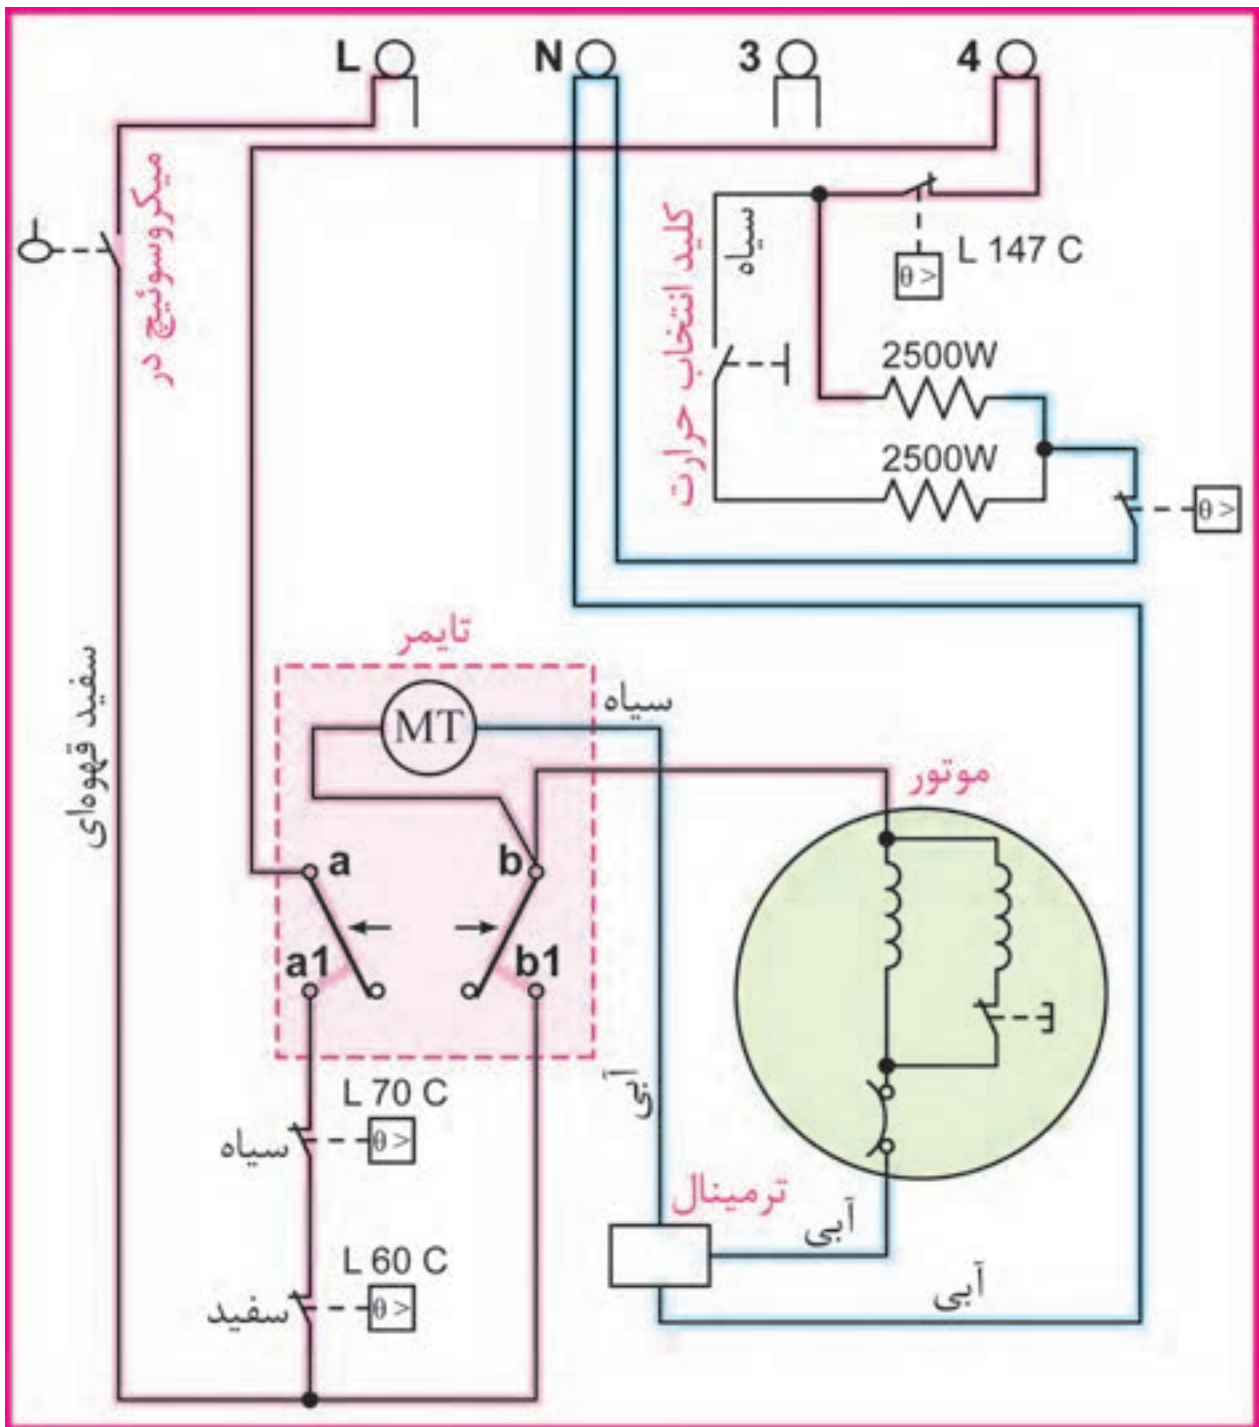 L
N
3
4
میکروسوئیچ در
کلید انتخاب حرارت
سیاه
L 147 C
θ >
2500W
2500W
θ >
سفید قهوه‌ای
تایمر
MT
سیاه
موتور
a
b
a1
b1
آبی
L 70 C
θ >
سیاه
ترمینال
آبی
L 60 C
θ >
سفید
آبی